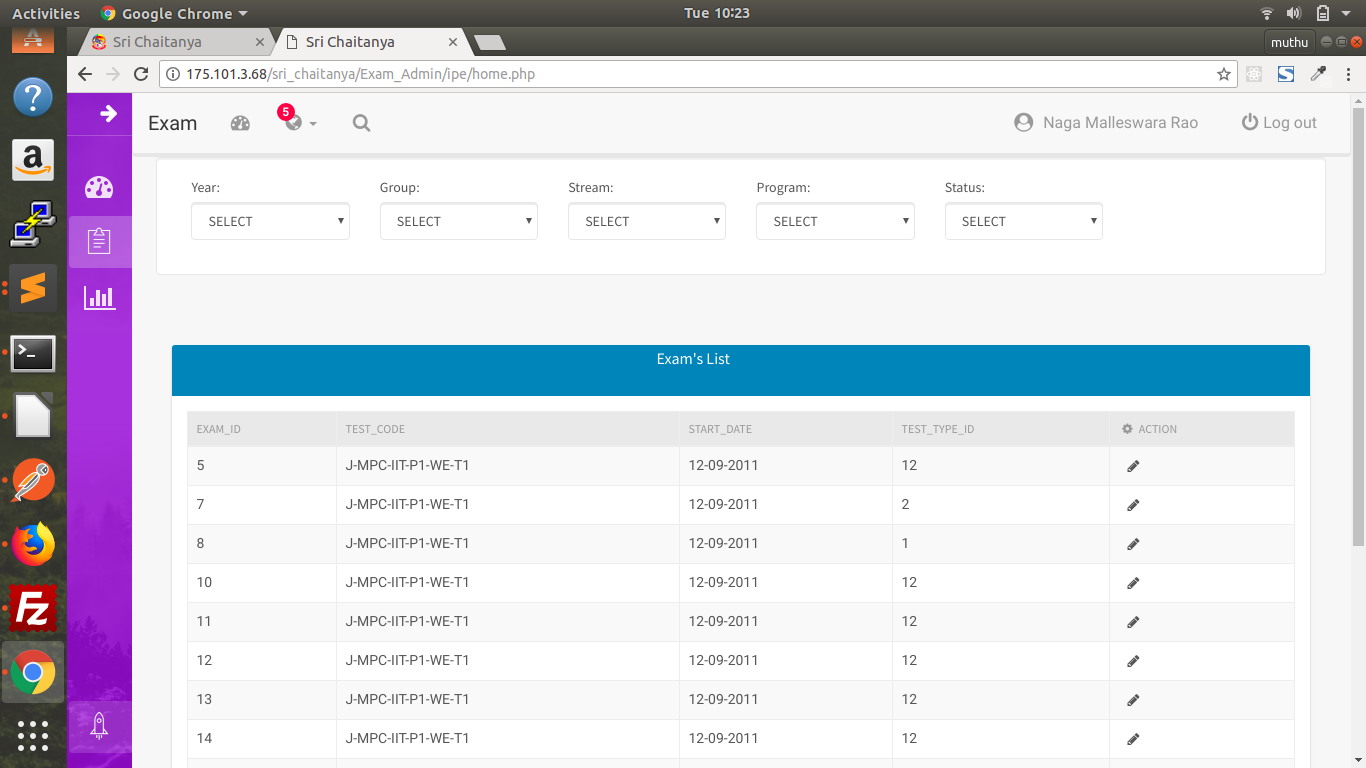 Activities Google Chrome Tue 10:23
Sri Chaitanya Sri Chaitanya muthu
175.101.3.68/sri_chaitanya/Exam_Admin/ipe/home.php
Exam 5 Naga Malleswara Rao Log out
Year: Group: Stream: Program: Status:
SELECT SELECT SELECT SELECT SELECT
Exam's List
EXAM_ID TEST_CODE START_DATE TEST_TYPE_ID ACTION
5 J-MPC-IIT-P1-WE-T1 12-09-2011 12
7 J-MPC-IIT-P1-WE-T1 12-09-2011 2
8 J-MPC-IIT-P1-WE-T1 12-09-2011 1
10 J-MPC-IIT-P1-WE-T1 12-09-2011 12
11 J-MPC-IIT-P1-WE-T1 12-09-2011 12
12 J-MPC-IIT-P1-WE-T1 12-09-2011 12
13 J-MPC-IIT-P1-WE-T1 12-09-2011 12
14 J-MPC-IIT-P1-WE-T1 12-09-2011 12